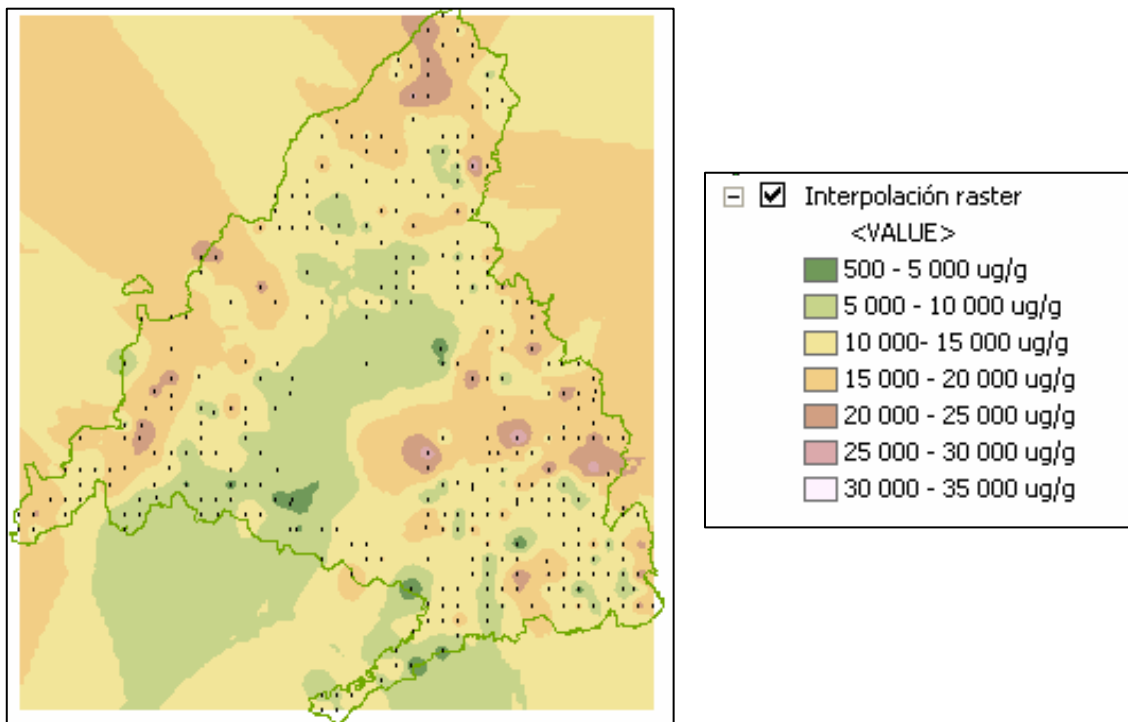 Interpolación raster
<VALUE>
500 - 5 000 ug/g
5 000 - 10 000 ug/g
10 000- 15 000 ug/g
15 000 - 20 000 ug/g
20 000 - 25 000 ug/g
25 000 - 30 000 ug/g
30 000 - 35 000 ug/g